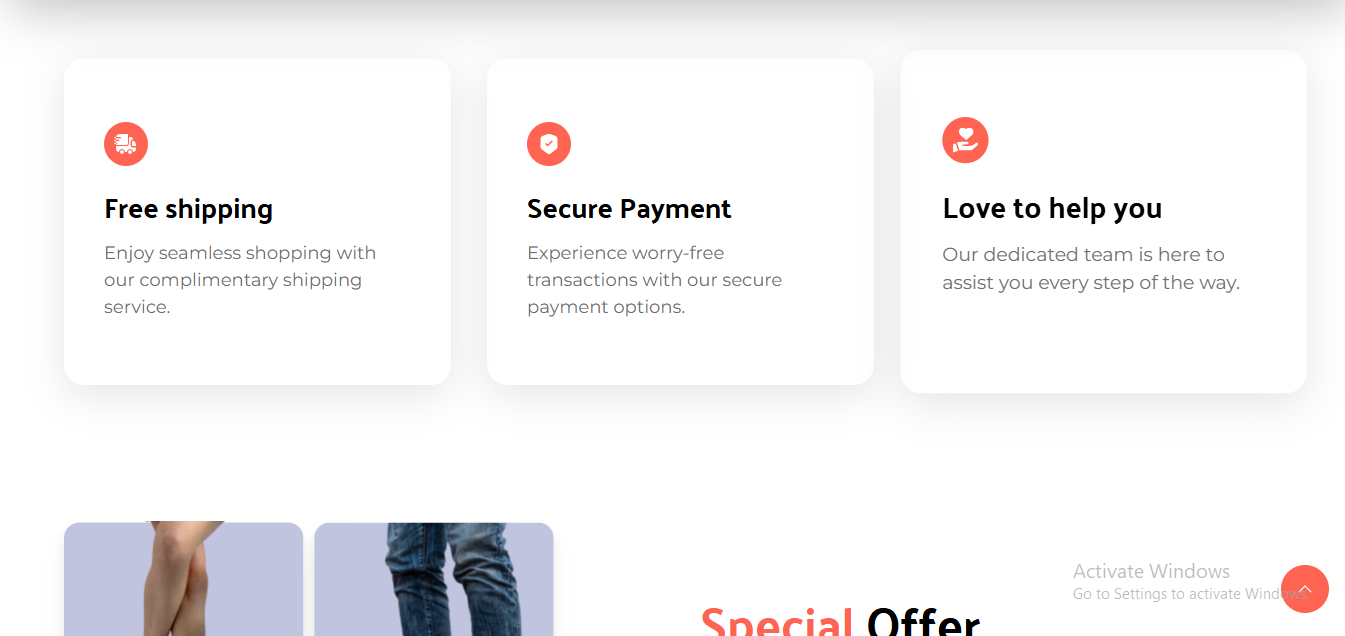 Free shipping
Enjoy seamless shopping with
our complimentary shipping
service.
Secure Payment
Experience worry-free
transactions with our secure
payment options.
Love to help you
Our dedicated team is here to
assist you every step of the way.
Special Offer
Activate Windows
Go to Settings to activate Windows.